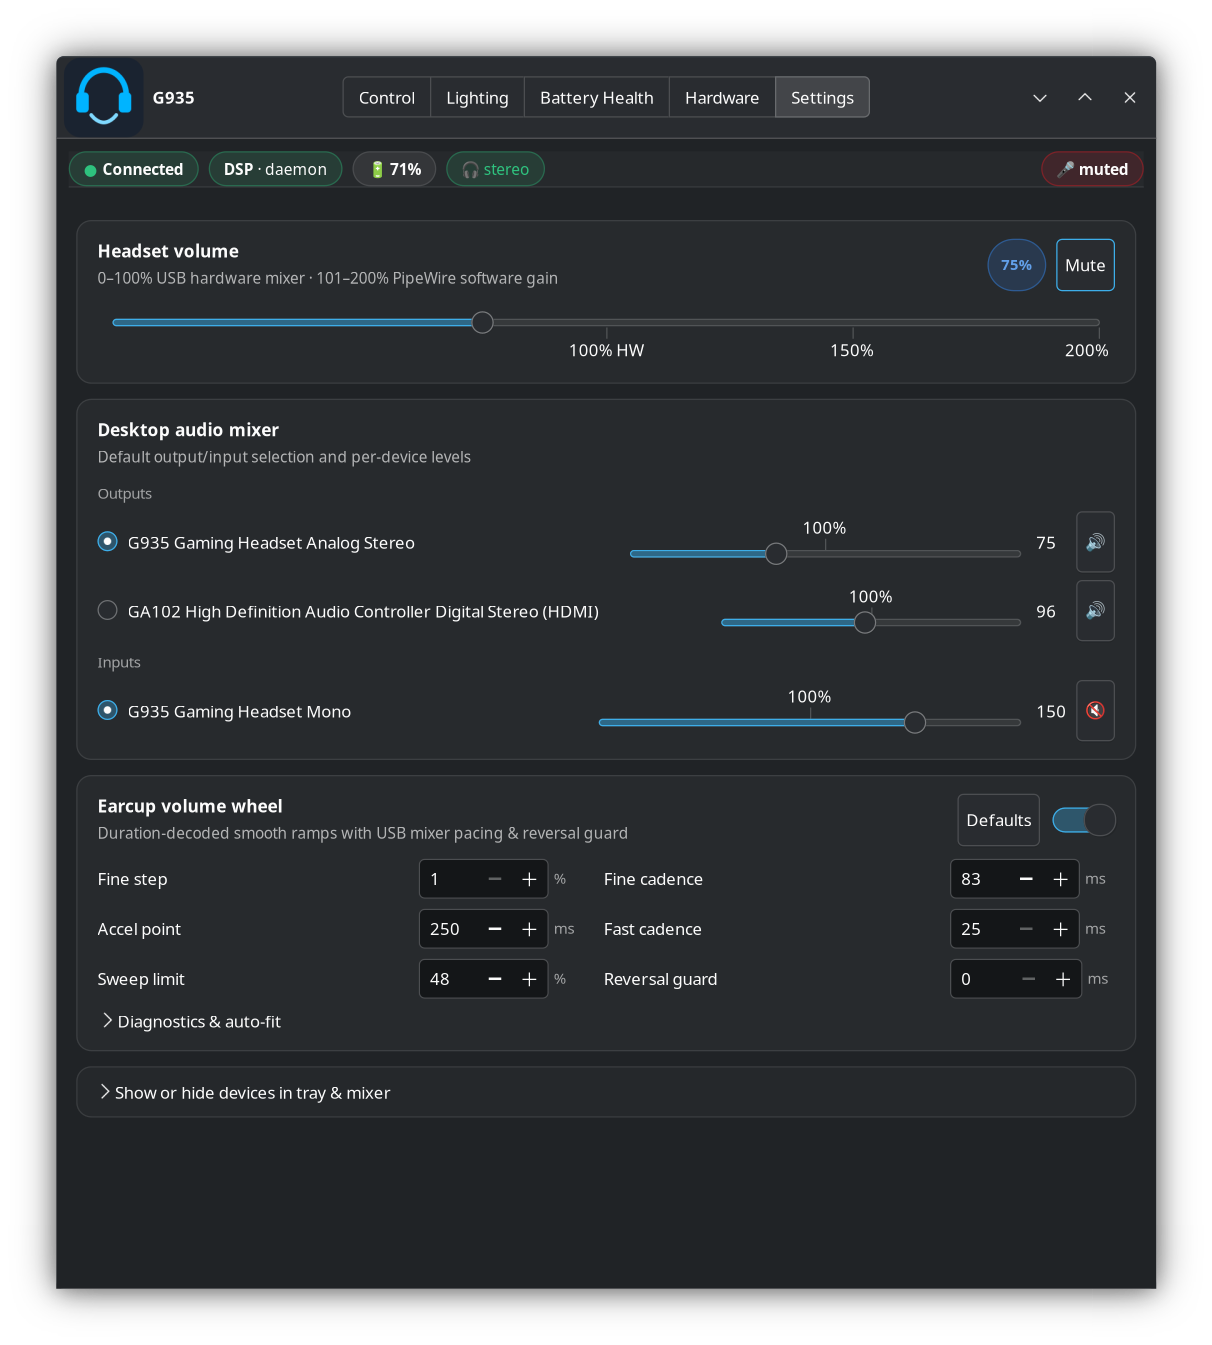 G935
Control Lighting Battery Health Hardware Settings
Connected DSP · daemon 71% stereo muted
Headset volume
0–100% USB hardware mixer · 101–200% PipeWire software gain
75% Mute
100% HW 150% 200%
Desktop audio mixer
Default output/input selection and per-device levels
Outputs
100%
G935 Gaming Headset Analog Stereo 75
100%
GA102 High Definition Audio Controller Digital Stereo (HDMI) 96
Inputs
100%
G935 Gaming Headset Mono 150
Earcup volume wheel
Duration-decoded smooth ramps with USB mixer pacing & reversal guard
Defaults
Fine step 1 % Fine cadence 83 ms
Accel point 250 ms Fast cadence 25 ms
Sweep limit 48 % Reversal guard 0 ms
Diagnostics & auto-fit
Show or hide devices in tray & mixer